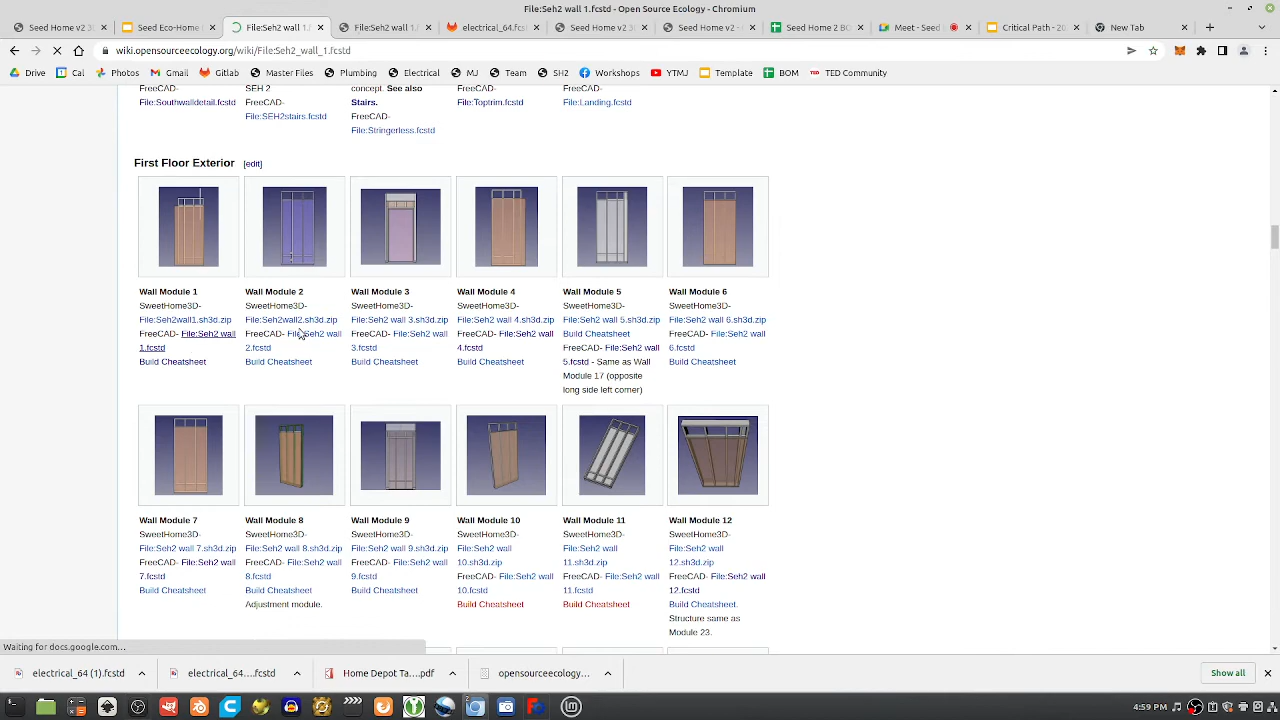 File:Seh2 wall 1.fcstd - Open Source Ecology - Chromium
Seed Home v2
Seed Eco Home
File:Seh2 wall 1.f
File:Seh2 wall 1.f
electrical_64.fcs
Seed Home v2 3
Seed Home v2
Seed Home 2 BO
Meet - Seed
Critical Path - 20
New Tab
wiki.opensourceecology.org/wiki/File:Seh2_wall_1.fcstd
Drive
Cal
Photos
Gmail
Gitlab
Master Files
Plumbing
Electrical
MJ
Team
SH2
Workshops
YTMJ
Template
BOM
TED Community
FreeCAD-
SEH 2
concept. See also
FreeCAD-
FreeCAD-
File:Southwalldetail.fcstd
FreeCAD-
Stairs.
File:Toptrim.fcstd
File:Landing.fcstd
File:SEH2stairs.fcstd
FreeCAD-
File:Stringerless.fcstd
First Floor Exterior [edit]
Wall Module 1
SweetHome3D-
File:Seh2wall1.sh3d.zip
FreeCAD- File:Seh2 wall
1.fcstd
Build Cheatsheet
Wall Module 2
SweetHome3D-
File:Seh2wall2.sh3d.zip
FreeCAD- File:Seh2 wall
2.fcstd
Build Cheatsheet
Wall Module 3
SweetHome3D-
File:Seh2 wall 3.sh3d.zip
FreeCAD- File:Seh2 wall
3.fcstd
Build Cheatsheet
Wall Module 4
SweetHome3D-
File:Seh2 wall 4.sh3d.zip
FreeCAD- File:Seh2 wall
4.fcstd
Build Cheatsheet
Wall Module 5
SweetHome3D-
File:Seh2 wall 5.sh3d.zip
Build Cheatsheet
FreeCAD- File:Seh2 wall
5.fcstd - Same as Wall
Module 17 (opposite
long side left corner)
Wall Module 6
SweetHome3D-
File:Seh2 wall 6.sh3d.zip
FreeCAD- File:Seh2 wall
6.fcstd
Build Cheatsheet
Wall Module 7
SweetHome3D-
File:Seh2 wall 7.sh3d.zip
FreeCAD- File:Seh2 wall
7.fcstd
Build Cheatsheet
Wall Module 8
SweetHome3D-
File:Seh2 wall 8.sh3d.zip
FreeCAD- File:Seh2 wall
8.fcstd
Build Cheatsheet
Adjustment module.
Wall Module 9
SweetHome3D-
File:Seh2 wall 9.sh3d.zip
FreeCAD- File:Seh2 wall
9.fcstd
Build Cheatsheet
Wall Module 10
SweetHome3D-
File:Seh2 wall
10.sh3d.zip
FreeCAD- File:Seh2 wall
10.fcstd
Build Cheatsheet
Wall Module 11
SweetHome3D-
File:Seh2 wall
11.sh3d.zip
FreeCAD- File:Seh2 wall
11.fcstd
Build Cheatsheet
Wall Module 12
SweetHome3D-
File:Seh2 wall
12.sh3d.zip
FreeCAD- File:Seh2 wall
12.fcstd
Build Cheatsheet.
Structure same as
Module 23.
Waiting for docs.google.com...
electrical_64 (1).fcstd
electrical_64....fcstd
Home Depot Ta....pdf
opensourceecology....
Show all
4:59 PM